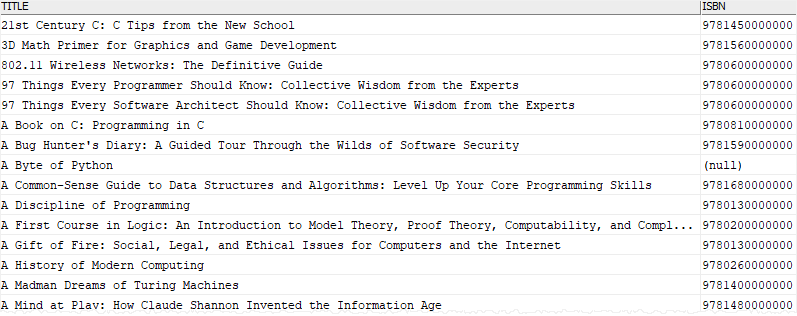 TITLE ISBN
21st Century C: C Tips from the New School 9781450000000
3D Math Primer for Graphics and Game Development 9781560000000
802.11 Wireless Networks: The Definitive Guide 9780600000000
97 Things Every Programmer Should Know: Collective Wisdom from the Experts 9780600000000
97 Things Every Software Architect Should Know: Collective Wisdom from the Experts 9780600000000
A Book on C: Programming in C 9780810000000
A Bug Hunter's Diary: A Guided Tour Through the Wilds of Software Security 9781590000000
A Byte of Python (null)
A Common-Sense Guide to Data Structures and Algorithms: Level Up Your Core Programming Skills 9781680000000
A Discipline of Programming 9780130000000
A First Course in Logic: An Introduction to Model Theory, Proof Theory, Computability, and Compl... 9780200000000
A Gift of Fire: Social, Legal, and Ethical Issues for Computers and the Internet 9780130000000
A History of Modern Computing 9780260000000
A Madman Dreams of Turing Machines 9781400000000
A Mind at Play: How Claude Shannon Invented the Information Age 9781480000000